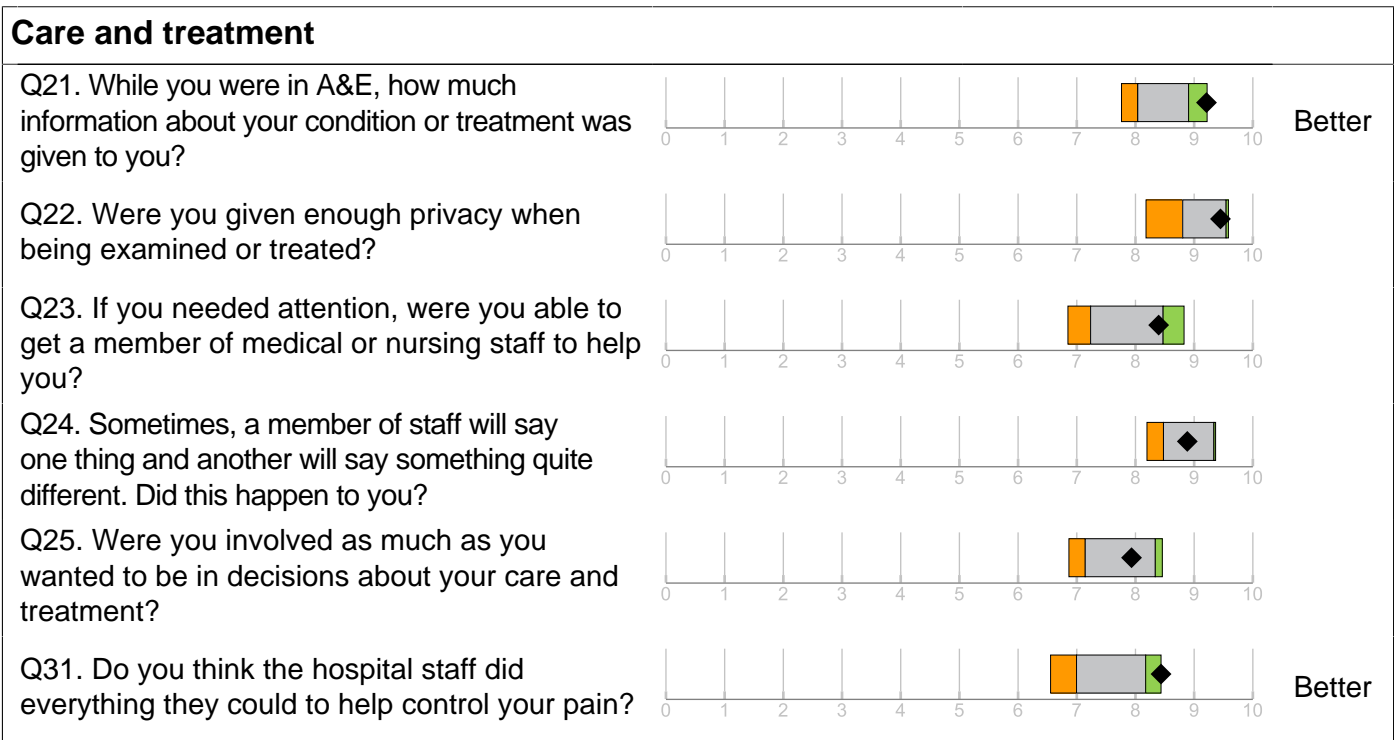 Care and treatment
Q21. While you were in A&E, how much
information about your condition or treatment was
given to you?
0 1 2 3 4 5 6 7 8 9 10
Better
Q22. Were you given enough privacy when
being examined or treated?
0 1 2 3 4 5 6 7 8 9 10
Q23. If you needed attention, were you able to
get a member of medical or nursing staff to help
you?
0 1 2 3 4 5 6 7 8 9 10
Q24. Sometimes, a member of staff will say
one thing and another will say something quite
different. Did this happen to you?
0 1 2 3 4 5 6 7 8 9 10
Q25. Were you involved as much as you
wanted to be in decisions about your care and
treatment?
0 1 2 3 4 5 6 7 8 9 10
Q31. Do you think the hospital staff did
everything they could to help control your pain?
0 1 2 3 4 5 6 7 8 9 10
Better